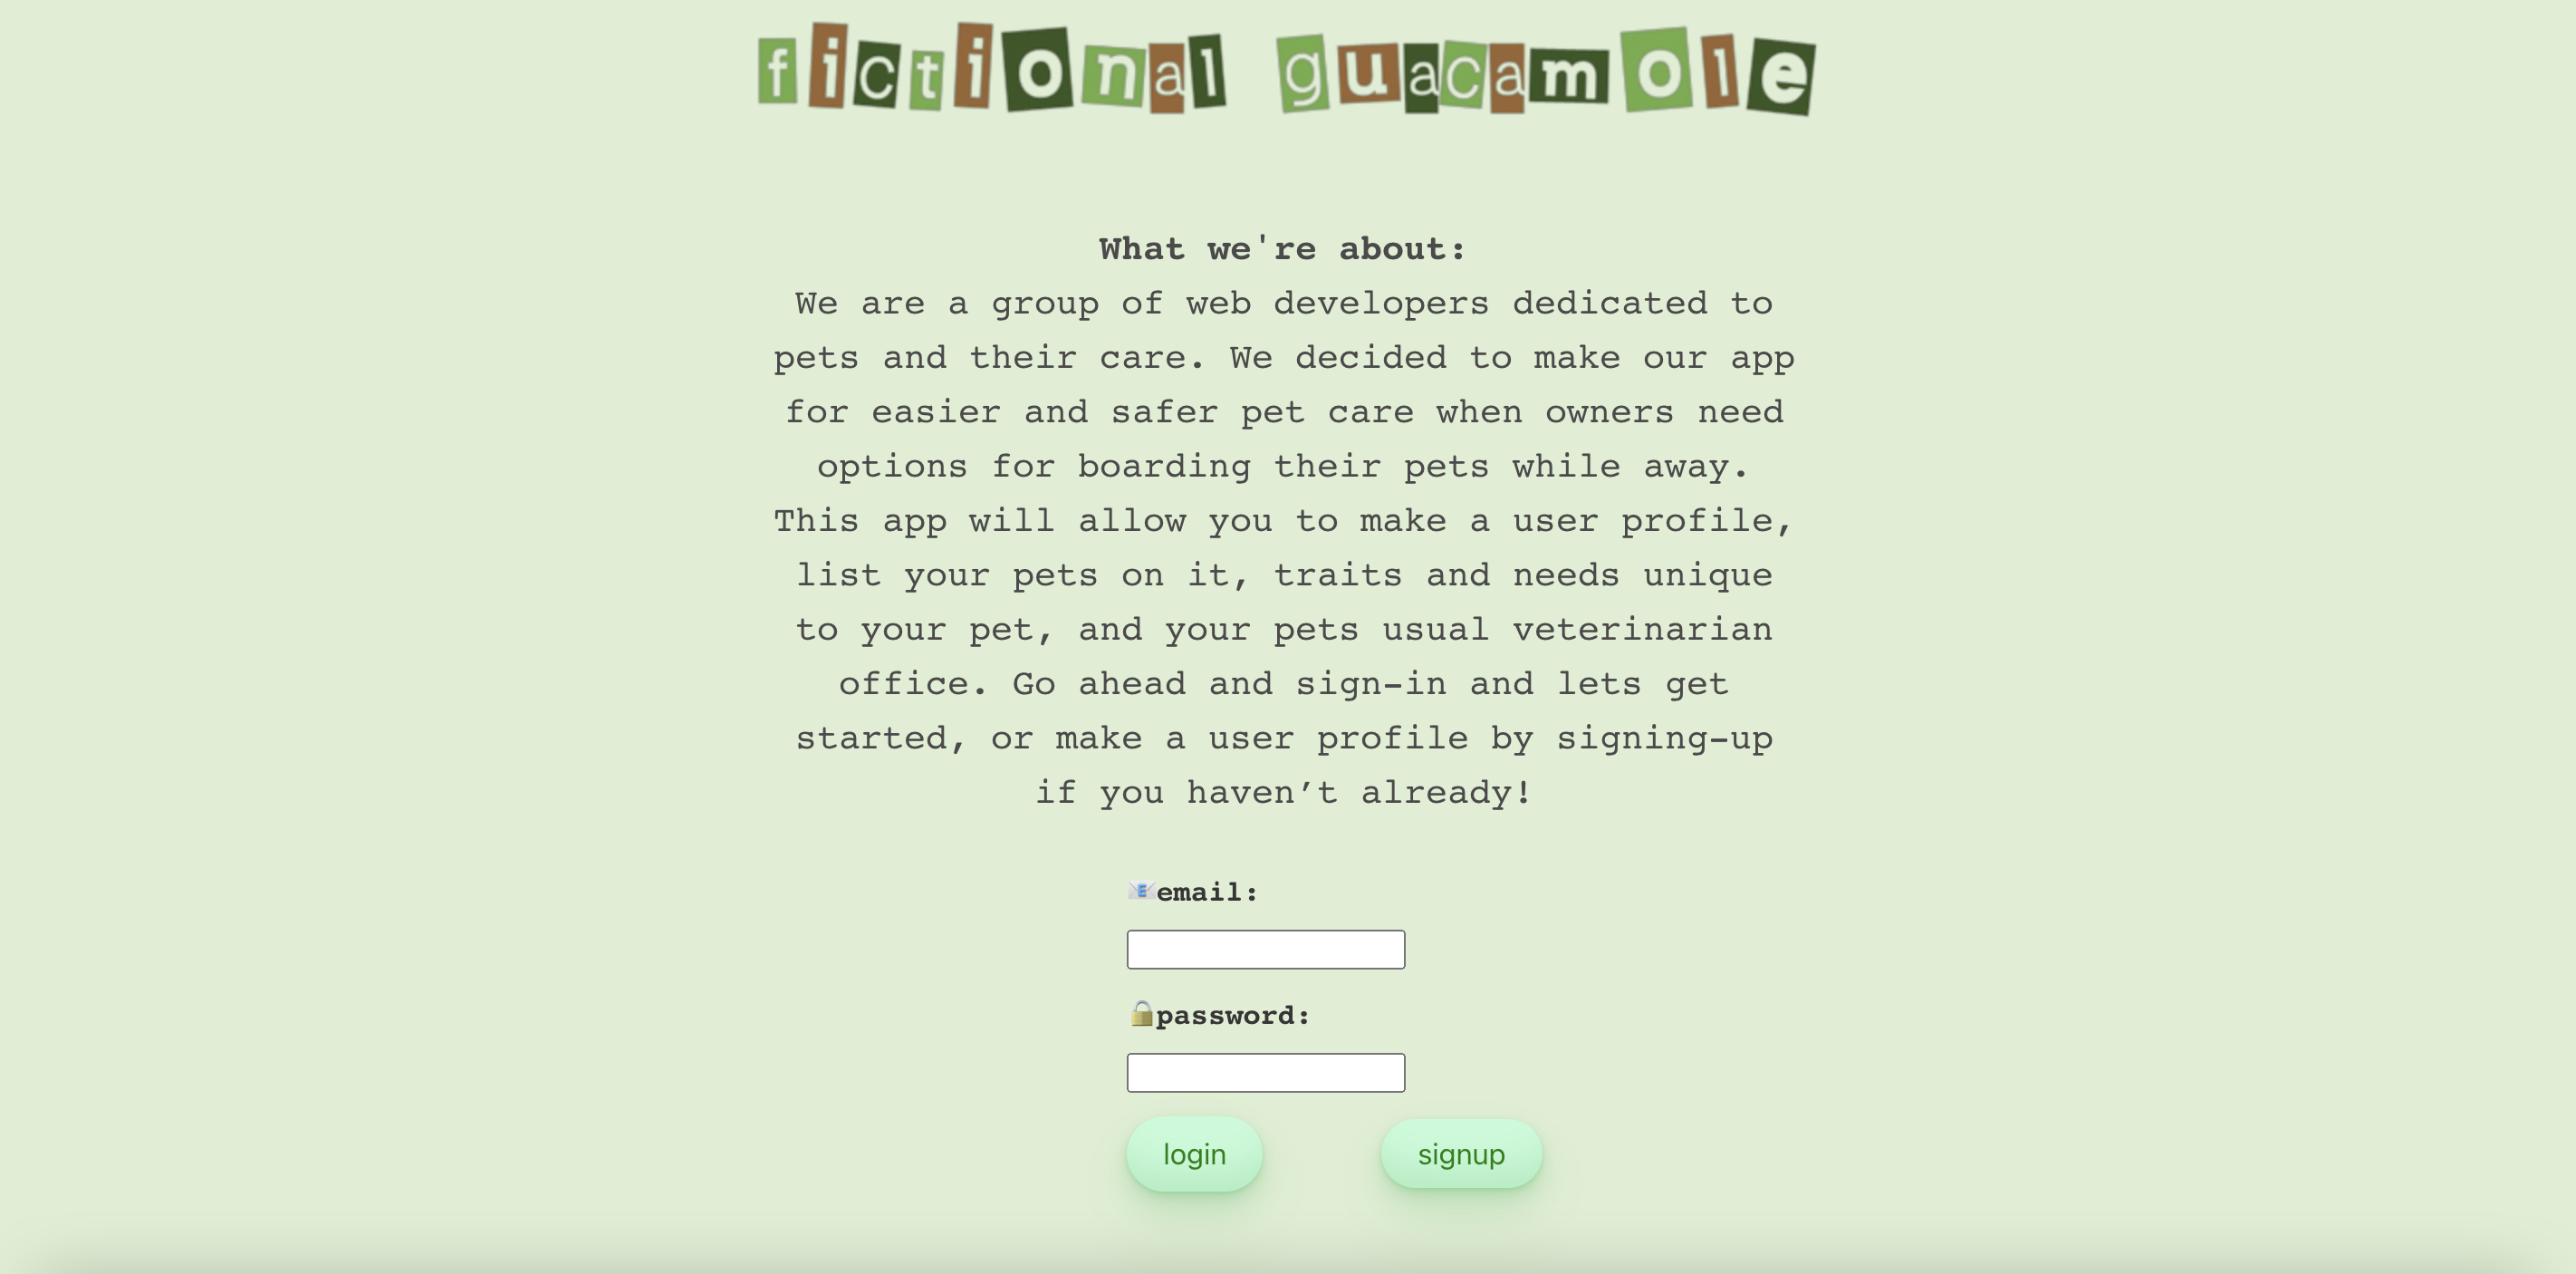 fictional guacamole
What we're about:
We are a group of web developers dedicated to
pets and their care. We decided to make our app
for easier and safer pet care when owners need
options for boarding their pets while away.
This app will allow you to make a user profile,
list your pets on it, traits and needs unique
to your pet, and your pets usual veterinarian
office. Go ahead and sign-in and lets get
started, or make a user profile by signing-up
if you haven’t already!
📧email:
🔒password:
login signup